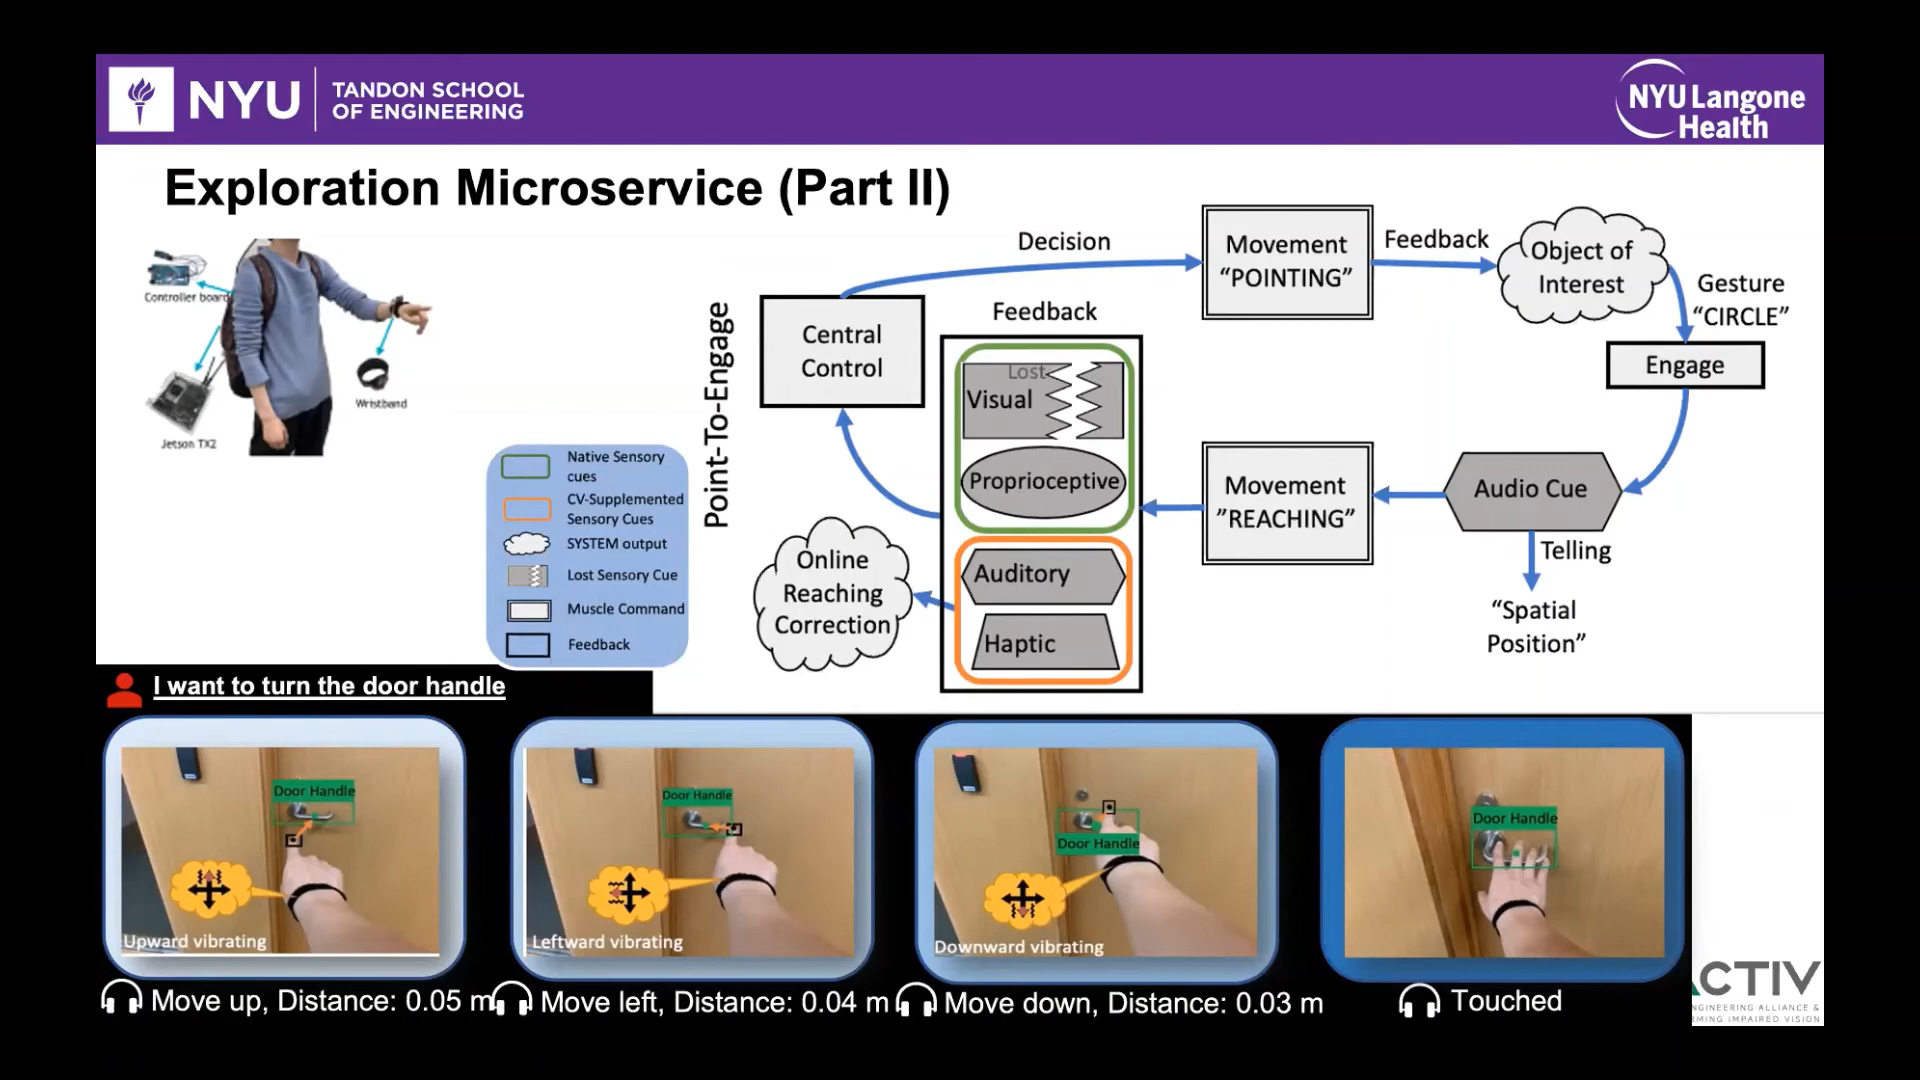 NYU
TANDON SCHOOL
OF ENGINEERING
NYU Langone
Health
Exploration Microservice (Part II)
Controller board
Jetson TX2
Wristband
Native Sensory
cues
CV-Supplemented
Sensory Cues
SYSTEM output
Lost Sensory Cue
Muscle Command
Feedback
Point-To-Engage
Central
Control
Decision
Movement
“POINTING”
Feedback
Object of
Interest
Gesture
“CIRCLE”
Engage
Audio Cue
Telling
“Spatial
Position”
Movement
”REACHING”
Feedback
Lost
Visual
Proprioceptive
Auditory
Haptic
Online
Reaching
Correction
I want to turn the door handle
Door Handle
Upward vibrating
Move up, Distance: 0.05 m
Door Handle
Leftward vibrating
Move left, Distance: 0.04 m
Door Handle
Downward vibrating
Move down, Distance: 0.03 m
Door Handle
Touched
ACTIV
NGINEERING ALLIANCE &
RMING IMPAIRED VISION